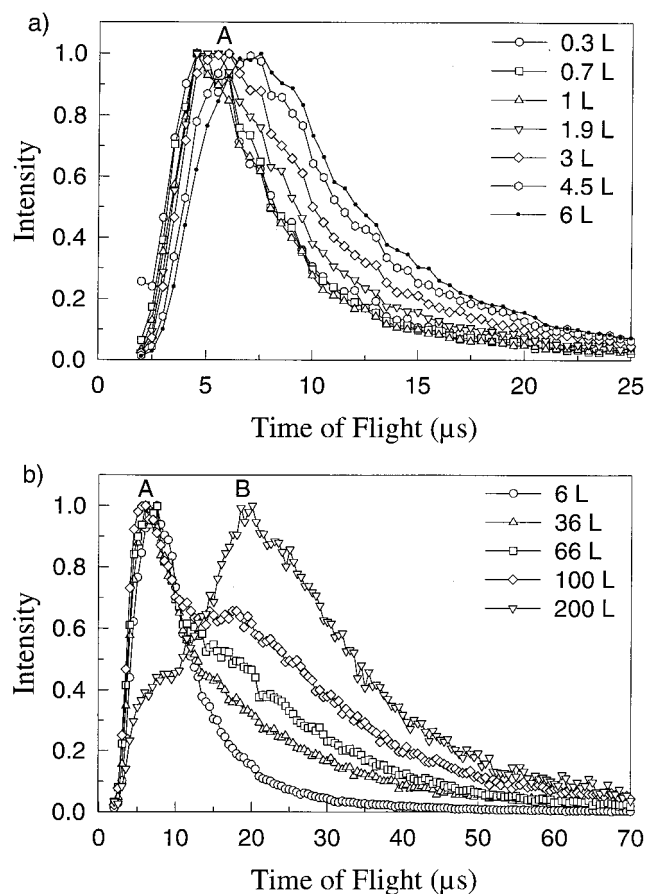 a)
A
1.0
0.8
0.6
0.4
0.2
0.0
Intensity
0.3 L
0.7 L
1 L
1.9 L
3 L
4.5 L
6 L
0
5
10
15
20
25
Time of Flight (μs)
b)
A
B
1.0
0.8
0.6
0.4
0.2
0.0
Intensity
6 L
36 L
66 L
100 L
200 L
0
10
20
30
40
50
60
70
Time of Flight (μs)